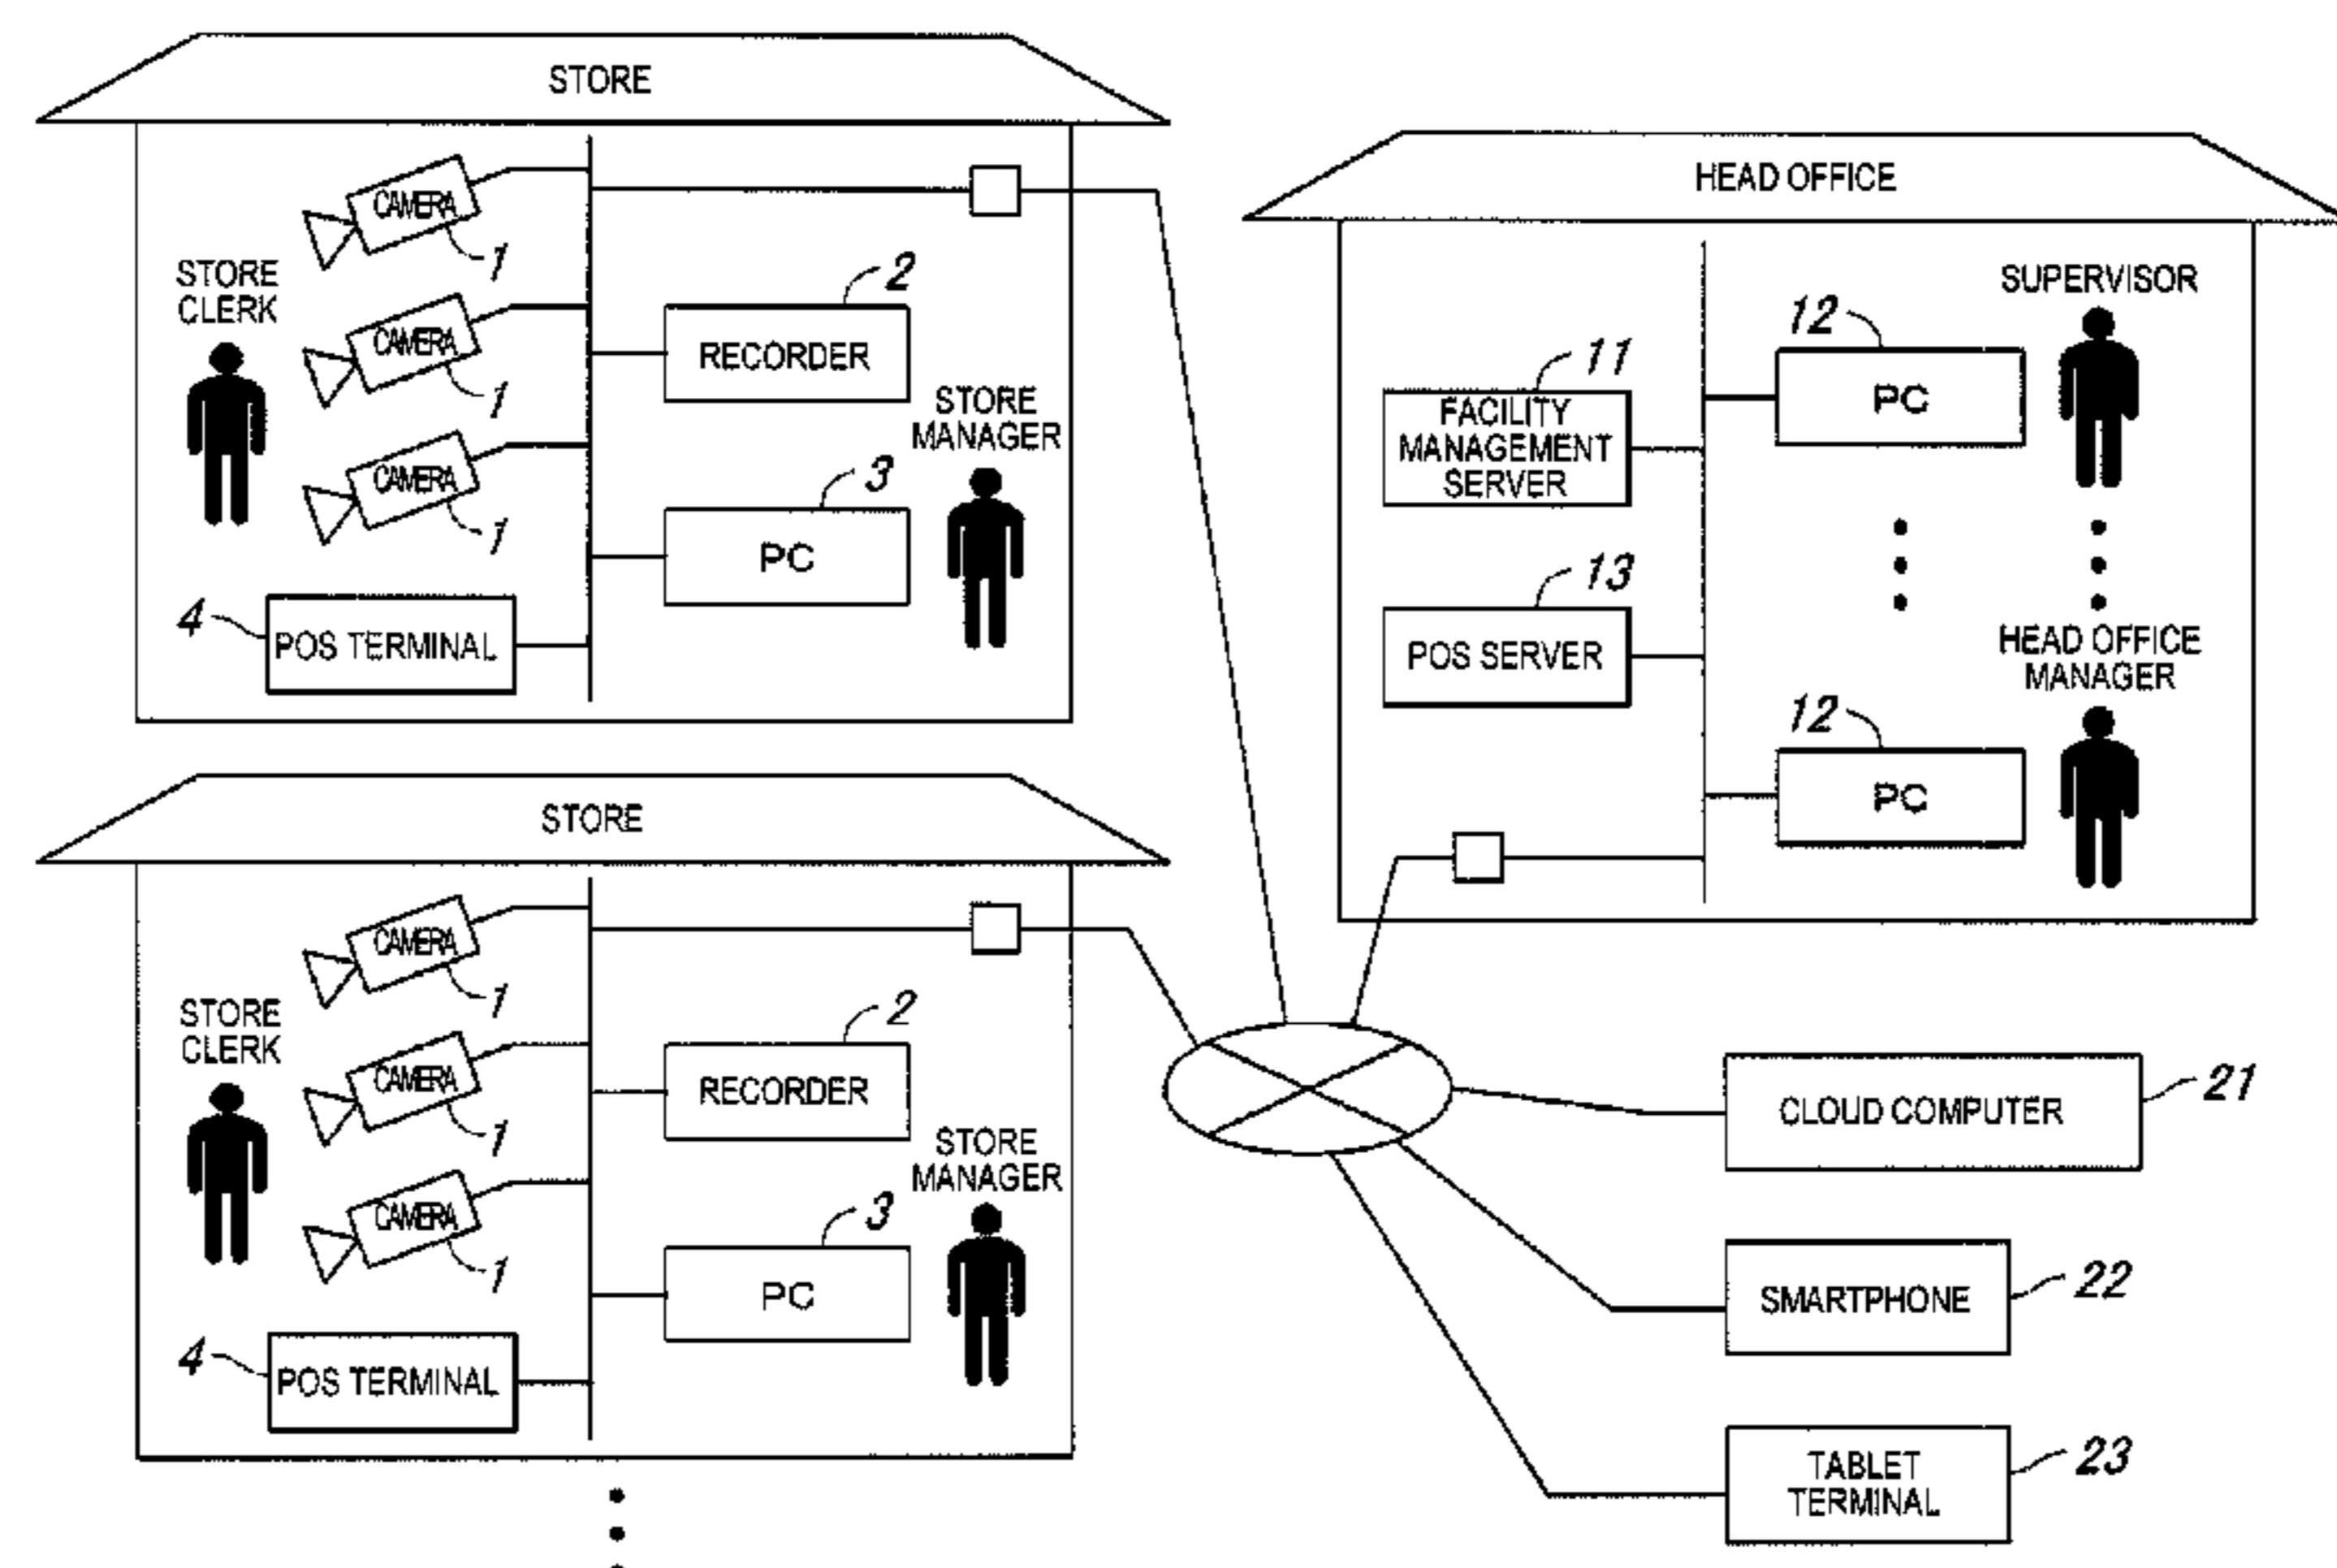 STORE
CAMERA
1
STORE
CLERK
2
CAMERA
1
RECORDER
STORE
MANAGER
CAMERA
1
3
PC
4
POS TERMINAL
HEAD OFFICE
SUPERVISOR
12
PC
11
FACILITY
MANAGEMENT
SERVER
13
POS SERVER
HEAD OFFICE
MANAGER
12
PC
STORE
CAMERA
1
STORE
CLERK
2
CAMERA
1
RECORDER
STORE
MANAGER
CAMERA
1
3
PC
4
POS TERMINAL
CLOUD COMPUTER
21
SMARTPHONE
22
TABLET
TERMINAL
23